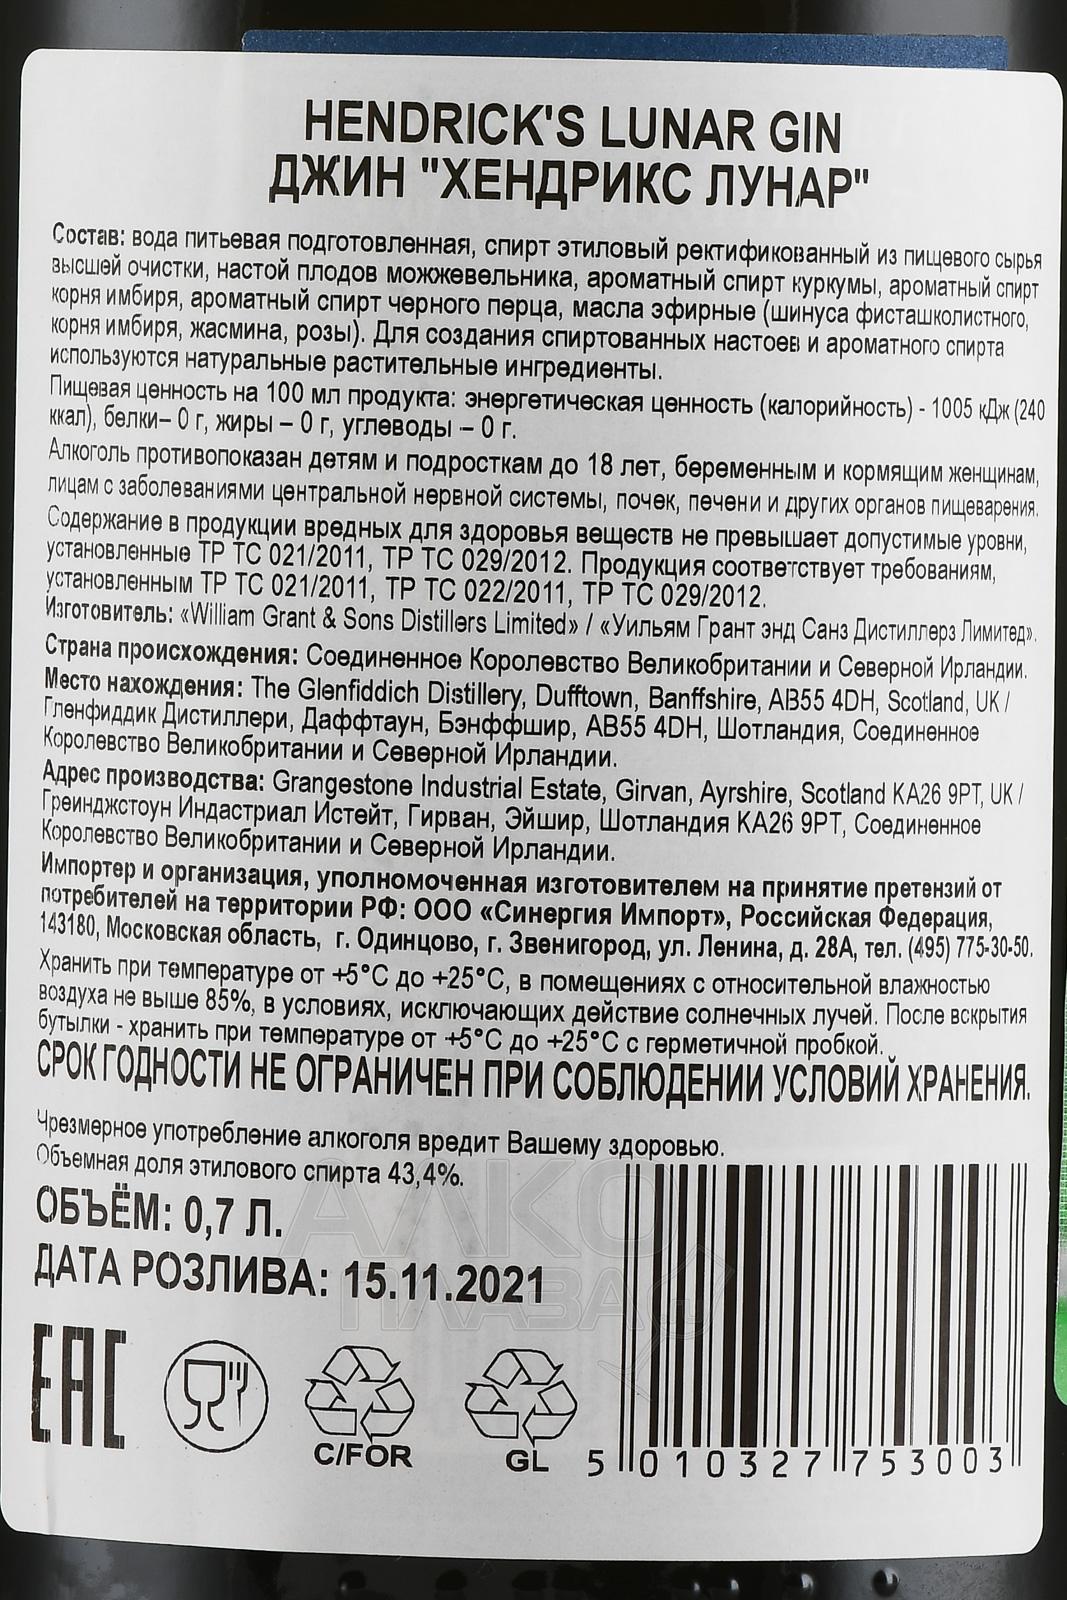 HENDRICK'S LUNAR GIN
ДЖИН "ХЕНДРИКС ЛУНАР"
Состав: вода питьевая подготовленная, спирт этиловый ректификованный из пищевого сырья
высшей очистки, настой плодов можжевельника, ароматный спирт куркумы, ароматный спирт
корня имбиря, ароматный спирт черного перца, масла эфирные (шинуса фисташколистного,
корня имбиря, жасмина, розы). Для создания спиртованных настоев и ароматного спирта
используются натуральные растительные ингредиенты.
Пищевая ценность на 100 мл продукта: энергетическая ценность (калорийность) - 1005 кДж (240
ккал), белки– 0 г, жиры – 0 г, углеводы – 0 г.
Алкоголь противопоказан детям и подросткам до 18 лет, беременным и кормящим женщинам,
лицам с заболеваниями центральной нервной системы, почек, печени и других органов пищеварения.
Содержание в продукции вредных для здоровья веществ не превышает допустимые уровни,
установленные ТР ТС 021/2011, ТР ТС 029/2012. Продукция соответствует требованиям,
установленным ТР ТС 021/2011, ТР ТС 022/2011, ТР ТС 029/2012.
Изготовитель: «William Grant & Sons Distillers Limited» / «Уильям Грант энд Санз Дистиллерз Лимитед».
Страна происхождения: Соединенное Королевство Великобритании и Северной Ирландии.
Место нахождения: The Glenfiddich Distillery, Dufftown, Banffshire, AB55 4DH, Scotland, UK /
Гленфиддик Дистиллери, Даффтаун, Бэнффшир, AB55 4DH, Шотландия, Соединенное
Королевство Великобритании и Северной Ирландии.
Адрес производства: Grangestone Industrial Estate, Girvan, Ayrshire, Scotland KA26 9PT, UK /
Греинджстоун Индастриал Истейт, Гирван, Эйшир, Шотландия KA26 9PT, Соединенное
Королевство Великобритании и Северной Ирландии.
Импортер и организация, уполномоченная изготовителем на принятие претензий от
потребителей на территории РФ: ООО «Синергия Импорт», Российская Федерация,
143180, Московская область, г. Одинцово, г. Звенигород, ул. Ленина, д. 28А, тел. (495) 775-30-50.
Хранить при температуре от +5°С до +25°С, в помещениях с относительной влажностью
воздуха не выше 85%, в условиях, исключающих действие солнечных лучей. После вскрытия
бутылки - хранить при температуре от +5°С до +25°С с герметичной пробкой.
СРОК ГОДНОСТИ НЕ ОГРАНИЧЕН ПРИ СОБЛЮДЕНИИ УСЛОВИЙ ХРАНЕНИЯ.
Чрезмерное употребление алкоголя вредит Вашему здоровью.
Объемная доля этилового спирта 43,4%.
ОБЪЁМ: 0,7 Л.
ДАТА РОЗЛИВА: 15.11.2021
АЛКО
ПЛАЗА
EAC
C/FOR
GL
5 010327 753003